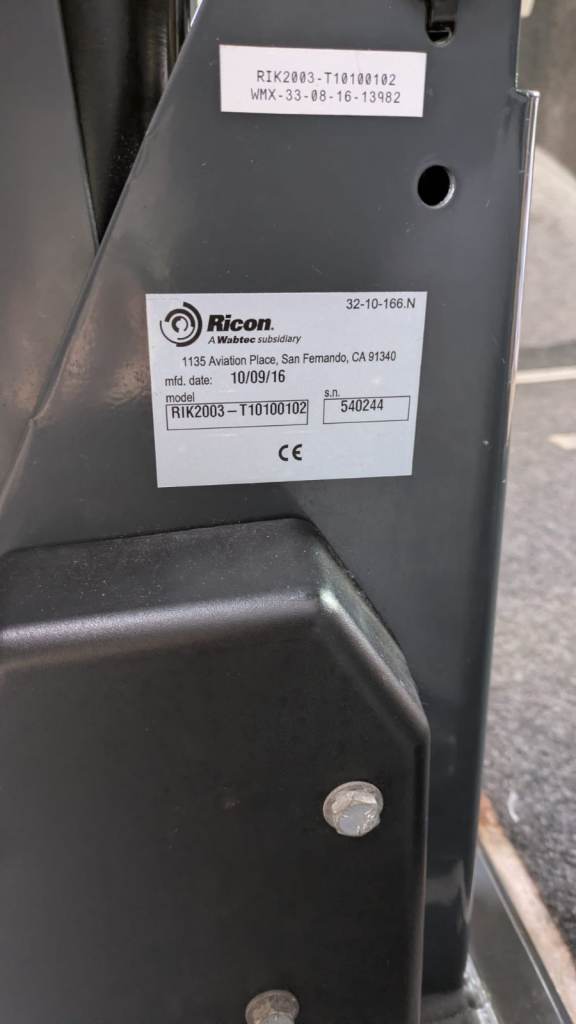 RIK2003-T10100102
WMX-33-08-16-13982
32-10-166.N
Ricon.
A Wabtec subsidiary
1135 Aviation Place, San Fernando, CA 91340
mfd. date: 10/09/16
model s.n.
RIK2003-T10100102 540244
CE